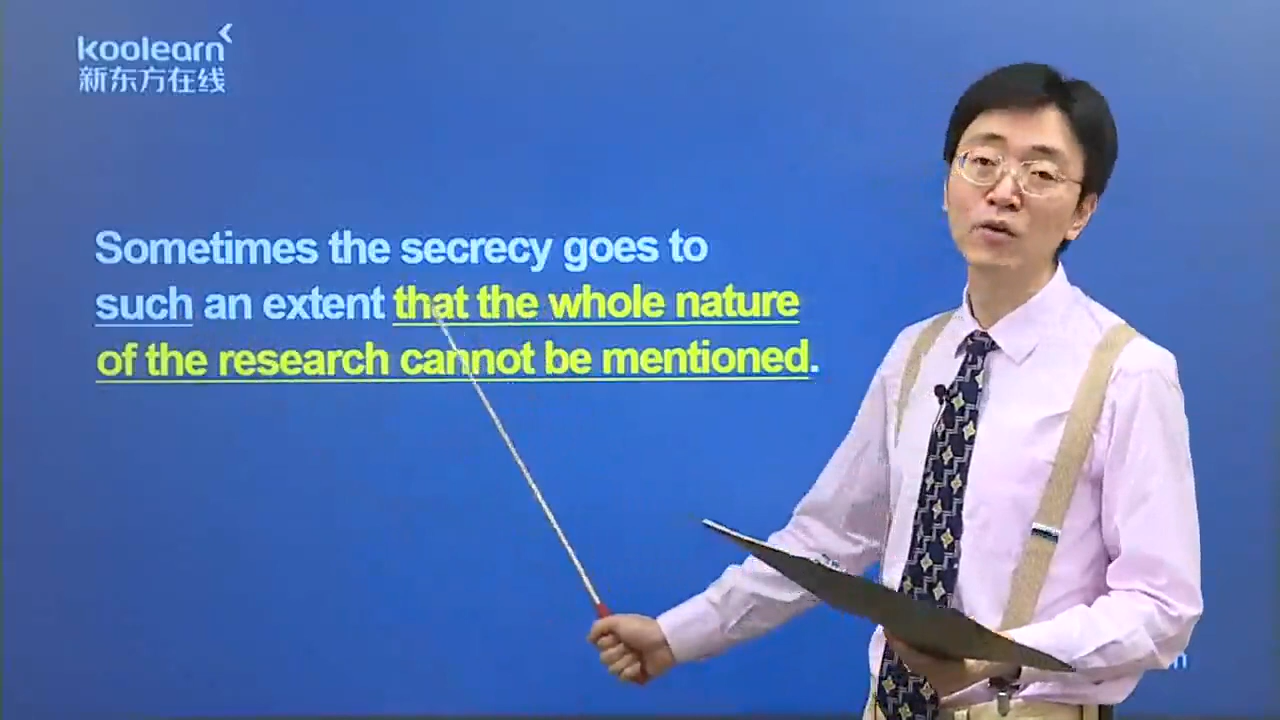 koolearn
新东方在线
Sometimes the secrecy goes to
such an extent that the whole nature
of the research cannot be mentioned.